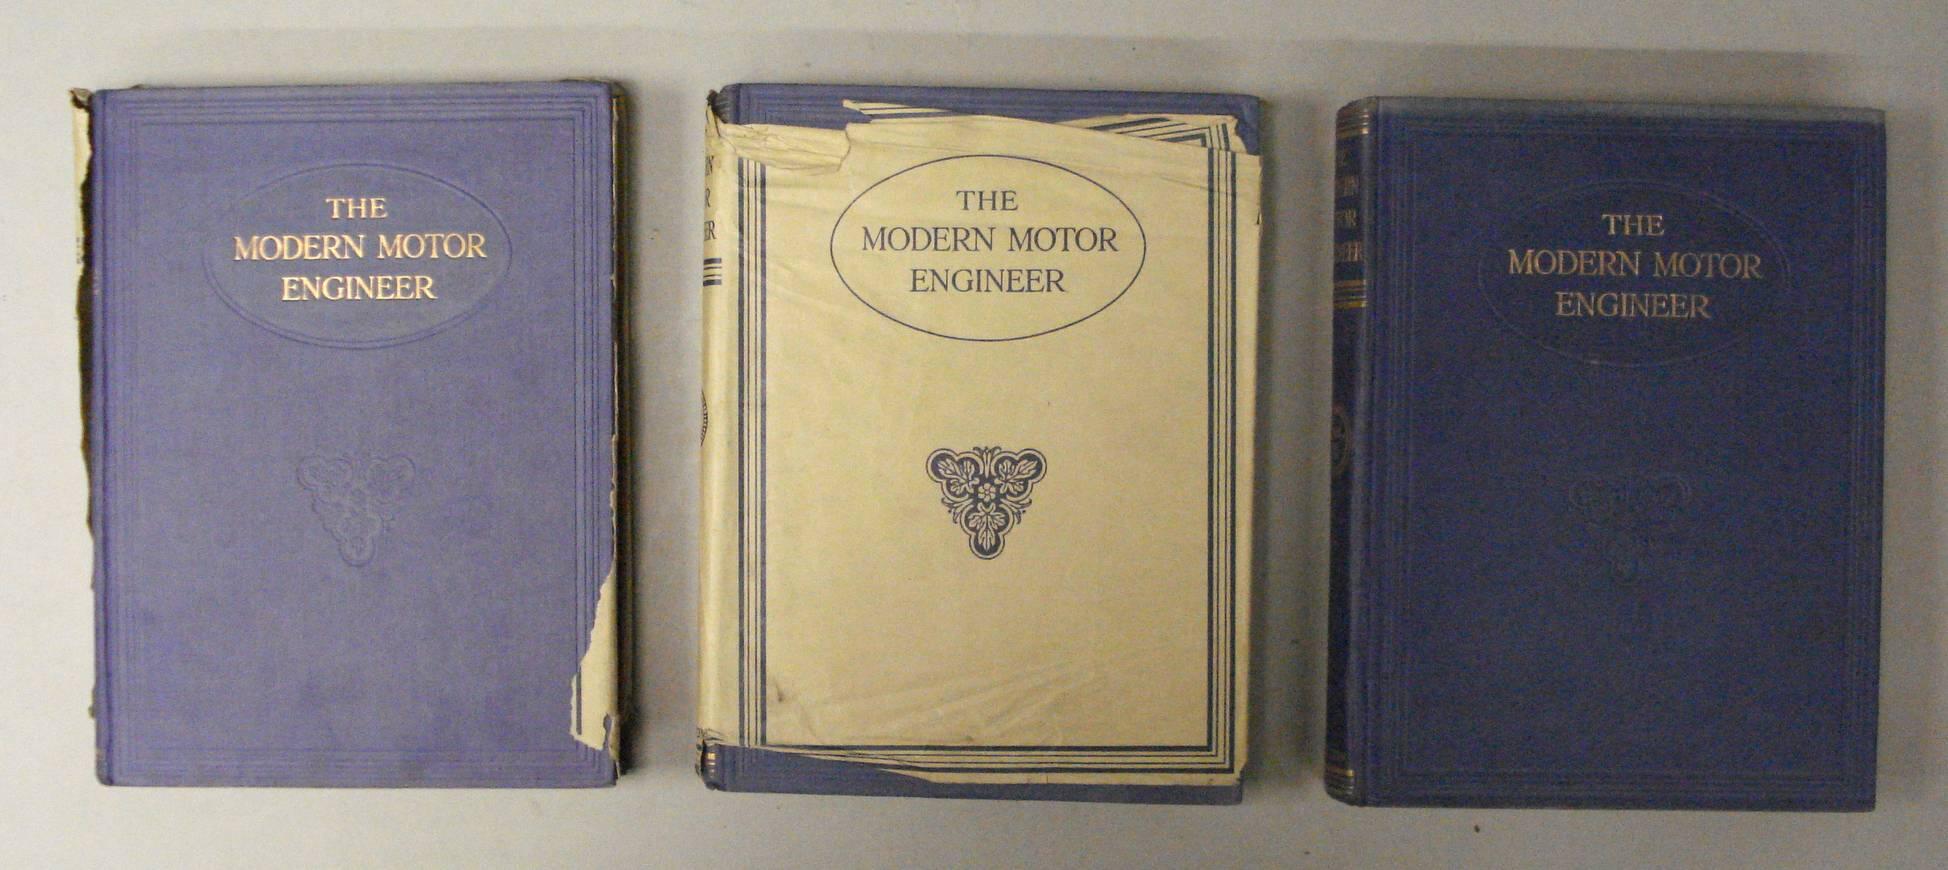 THE
MODERN MOTOR
ENGINEER
THE
MODERN MOTOR
ENGINEER
THE
MODERN MOTOR
ENGINEER